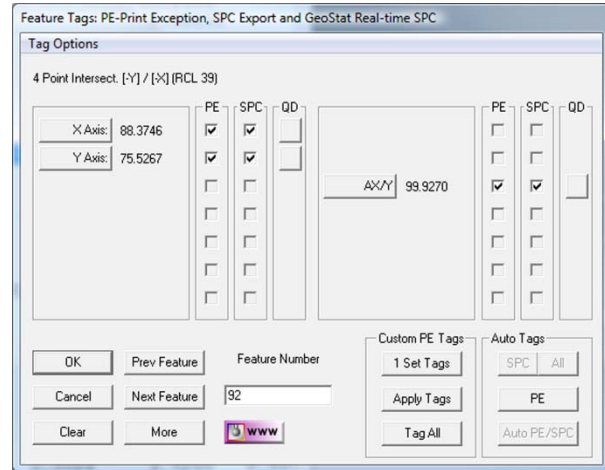 Feature Tags: PE-Print Exception, SPC Export and GeoStat Real-time SPC
Tag Options
4 Point Intersect. [-Y] / [-X] (RCL 39)
PE SPC QD PE SPC QD
X Axis: 88.3746
Y Axis: 75.5267
AX/Y 99.9270
Custom PE Tags Auto Tags
OK Prev Feature Feature Number 1 Set Tags SPC All
Cancel Next Feature 92 Apply Tags PE
Clear More www Tag All Auto PE/SPC